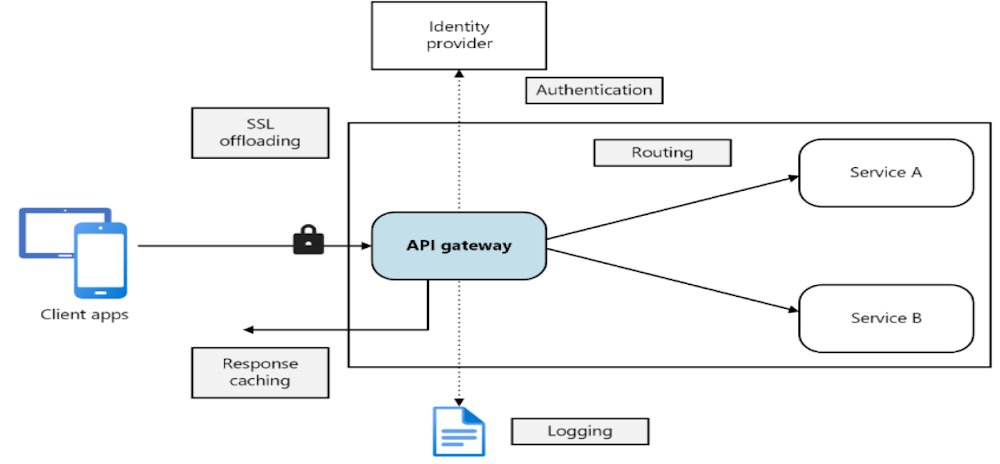 Identity
provider
Authentication
SSL
offloading
Routing
Service A
API gateway
Client apps
Service B
Response
caching
Logging